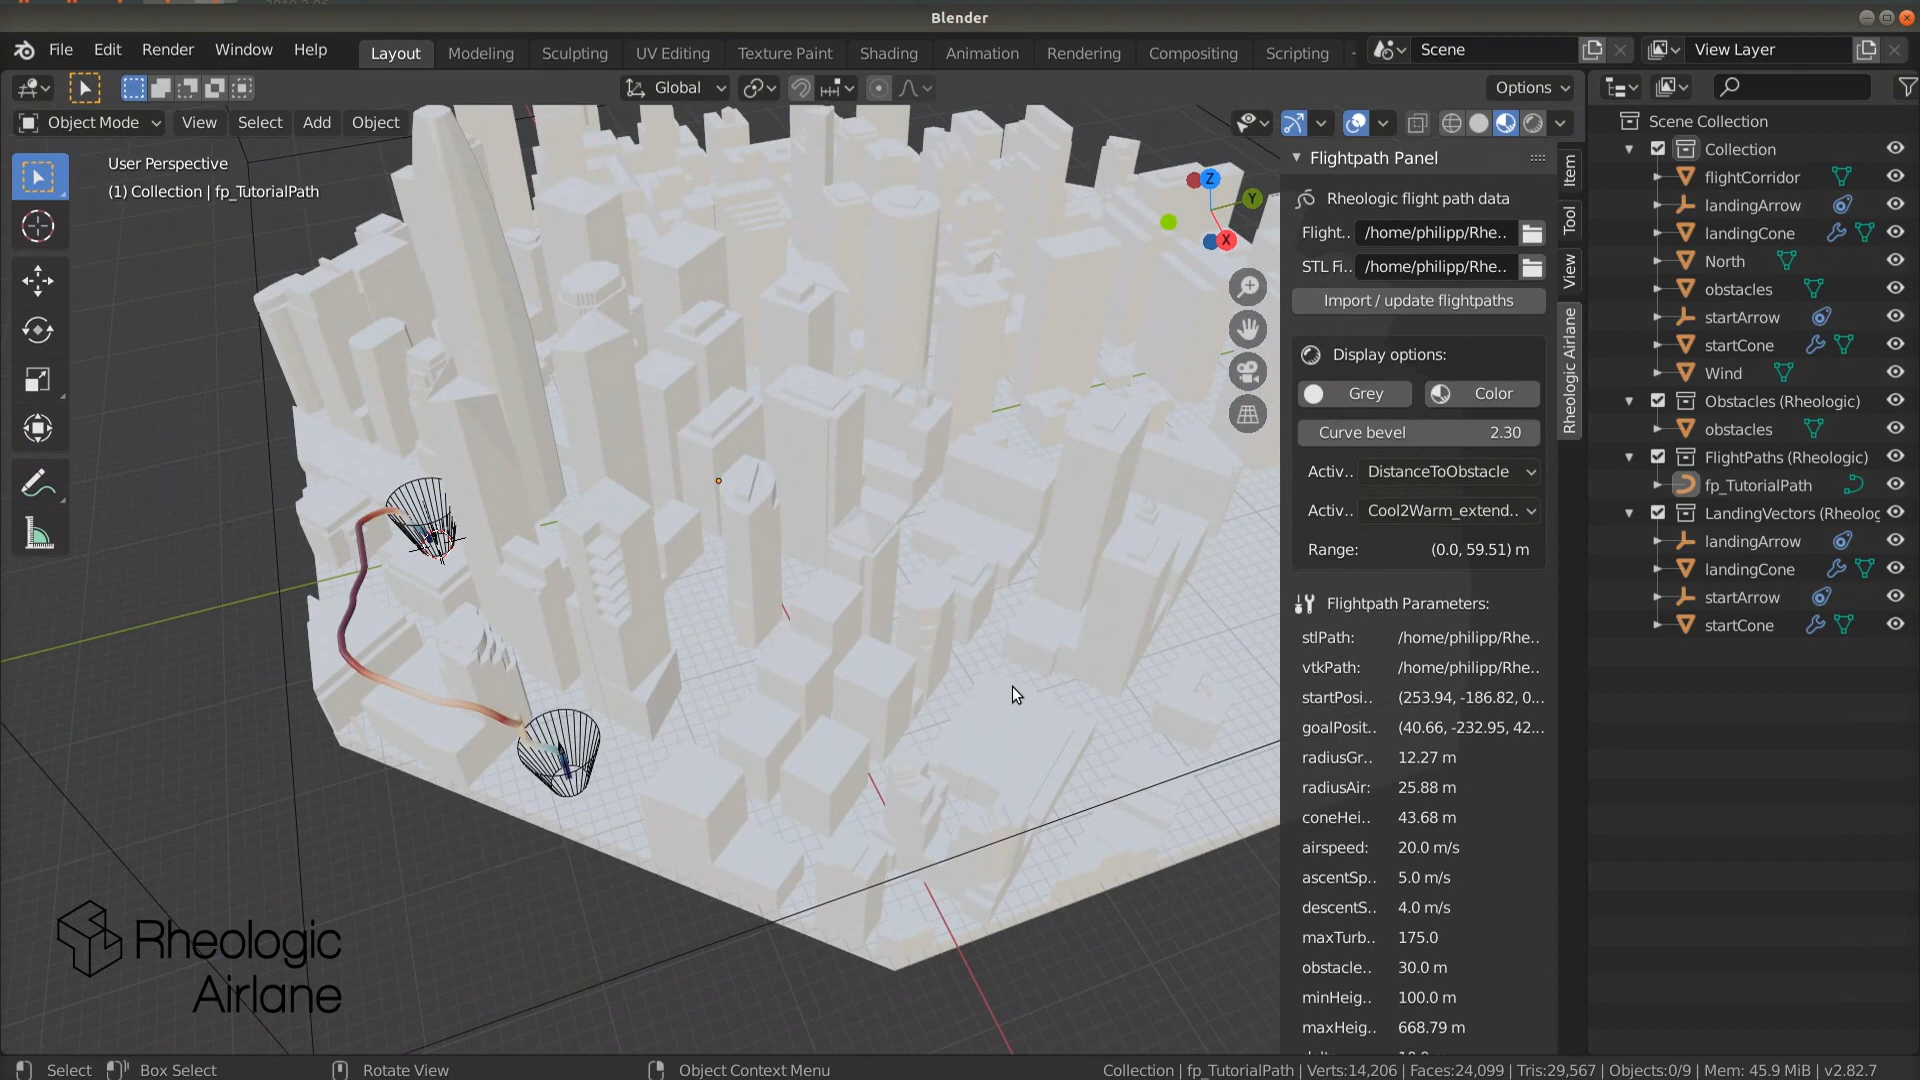 Blender
File Edit Render Window Help
Layout Modeling Sculpting UV Editing Texture Paint Shading Animation Rendering Compositing Scripting
Scene
View Layer
Global
Options
Object Mode View Select Add Object
User Perspective
(1) Collection | fp_TutorialPath
Z
Y
X
Flightpath Panel
Rheologic flight path data
Flight.. /home/philipp/Rhe..
STL Fi.. /home/philipp/Rhe..
Import / update flightpaths
Display options:
Grey Color
Curve bevel 2.30
Activ.. DistanceToObstacle
Activ.. Cool2Warm_extend..
Range: (0.0, 59.51) m
Flightpath Parameters:
stlPath: /home/philipp/Rhe..
vtkPath: /home/philipp/Rhe..
startPosi.. (253.94, -186.82, 0...
goalPosit.. (40.66, -232.95, 42...
radiusGr.. 12.27 m
radiusAir: 25.88 m
coneHei.. 43.68 m
airspeed: 20.0 m/s
ascentSp.. 5.0 m/s
descentS.. 4.0 m/s
maxTurb.. 175.0
obstacle.. 30.0 m
minHeig.. 100.0 m
maxHeig.. 668.79 m
Item
Tool
View
Rheologic Airlane
Scene Collection
Collection
flightCorridor
landingArrow
landingCone
North
obstacles
startArrow
startCone
Wind
Obstacles (Rheologic)
obstacles
FlightPaths (Rheologic)
fp_TutorialPath
LandingVectors (Rheolog
landingArrow
landingCone
startArrow
startCone
Rheologic
Airlane
Select Box Select Rotate View Object Context Menu
Collection | fp_TutorialPath | Verts:14,206 | Faces:24,099 | Tris:29,567 | Objects:0/9 | Mem: 45.9 MiB | v2.82.7